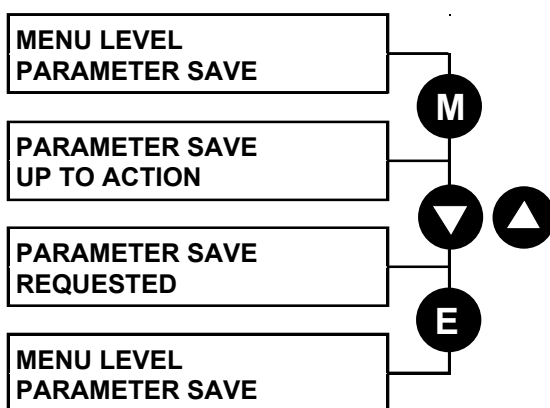 MENU LEVEL
PARAMETER SAVE
M
PARAMETER SAVE
UP TO ACTION
PARAMETER SAVE
REQUESTED
E
MENU LEVEL
PARAMETER SAVE